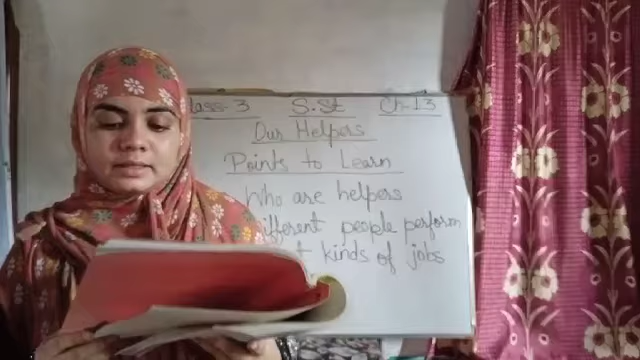 lass-3 S.St Ch-13
Our Helpers
Points to Learn
Who are helpers
ifferent people perform
t kinds of jobs